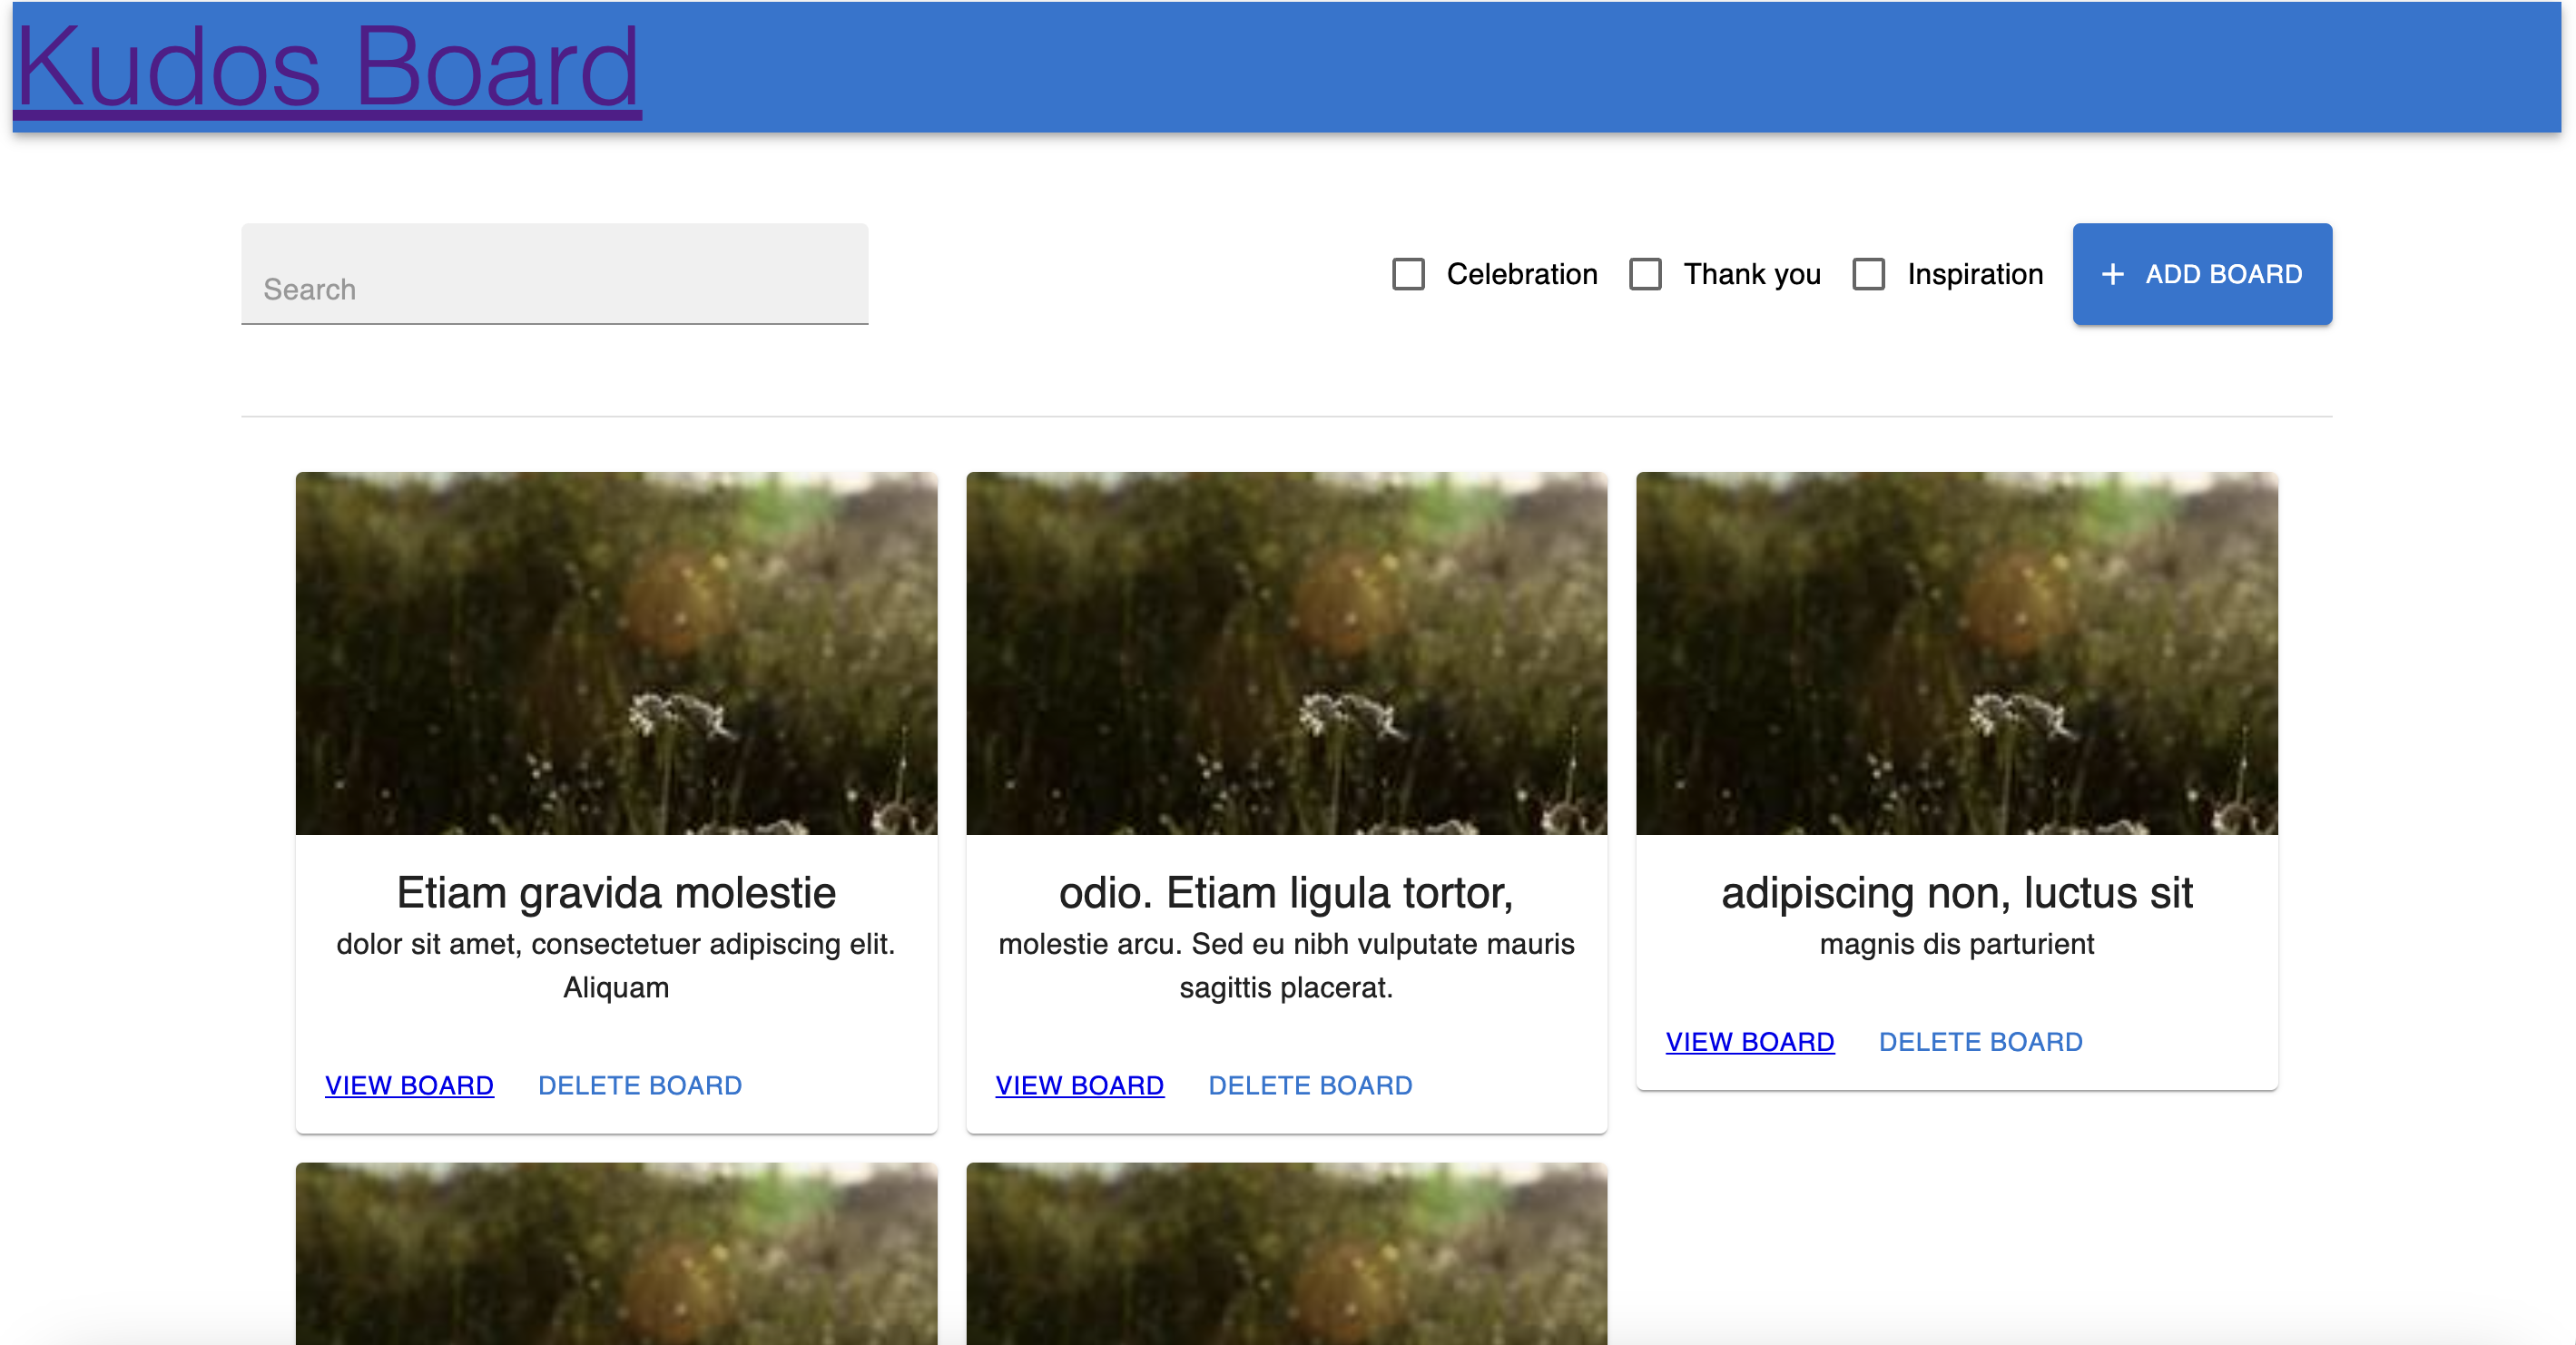 Kudos Board
Search
Celebration
Thank you
Inspiration
+ ADD BOARD
Etiam gravida molestie
dolor sit amet, consectetuer adipiscing elit.
Aliquam
VIEW BOARD DELETE BOARD
odio. Etiam ligula tortor,
molestie arcu. Sed eu nibh vulputate mauris
sagittis placerat.
VIEW BOARD DELETE BOARD
adipiscing non, luctus sit
magnis dis parturient
VIEW BOARD DELETE BOARD